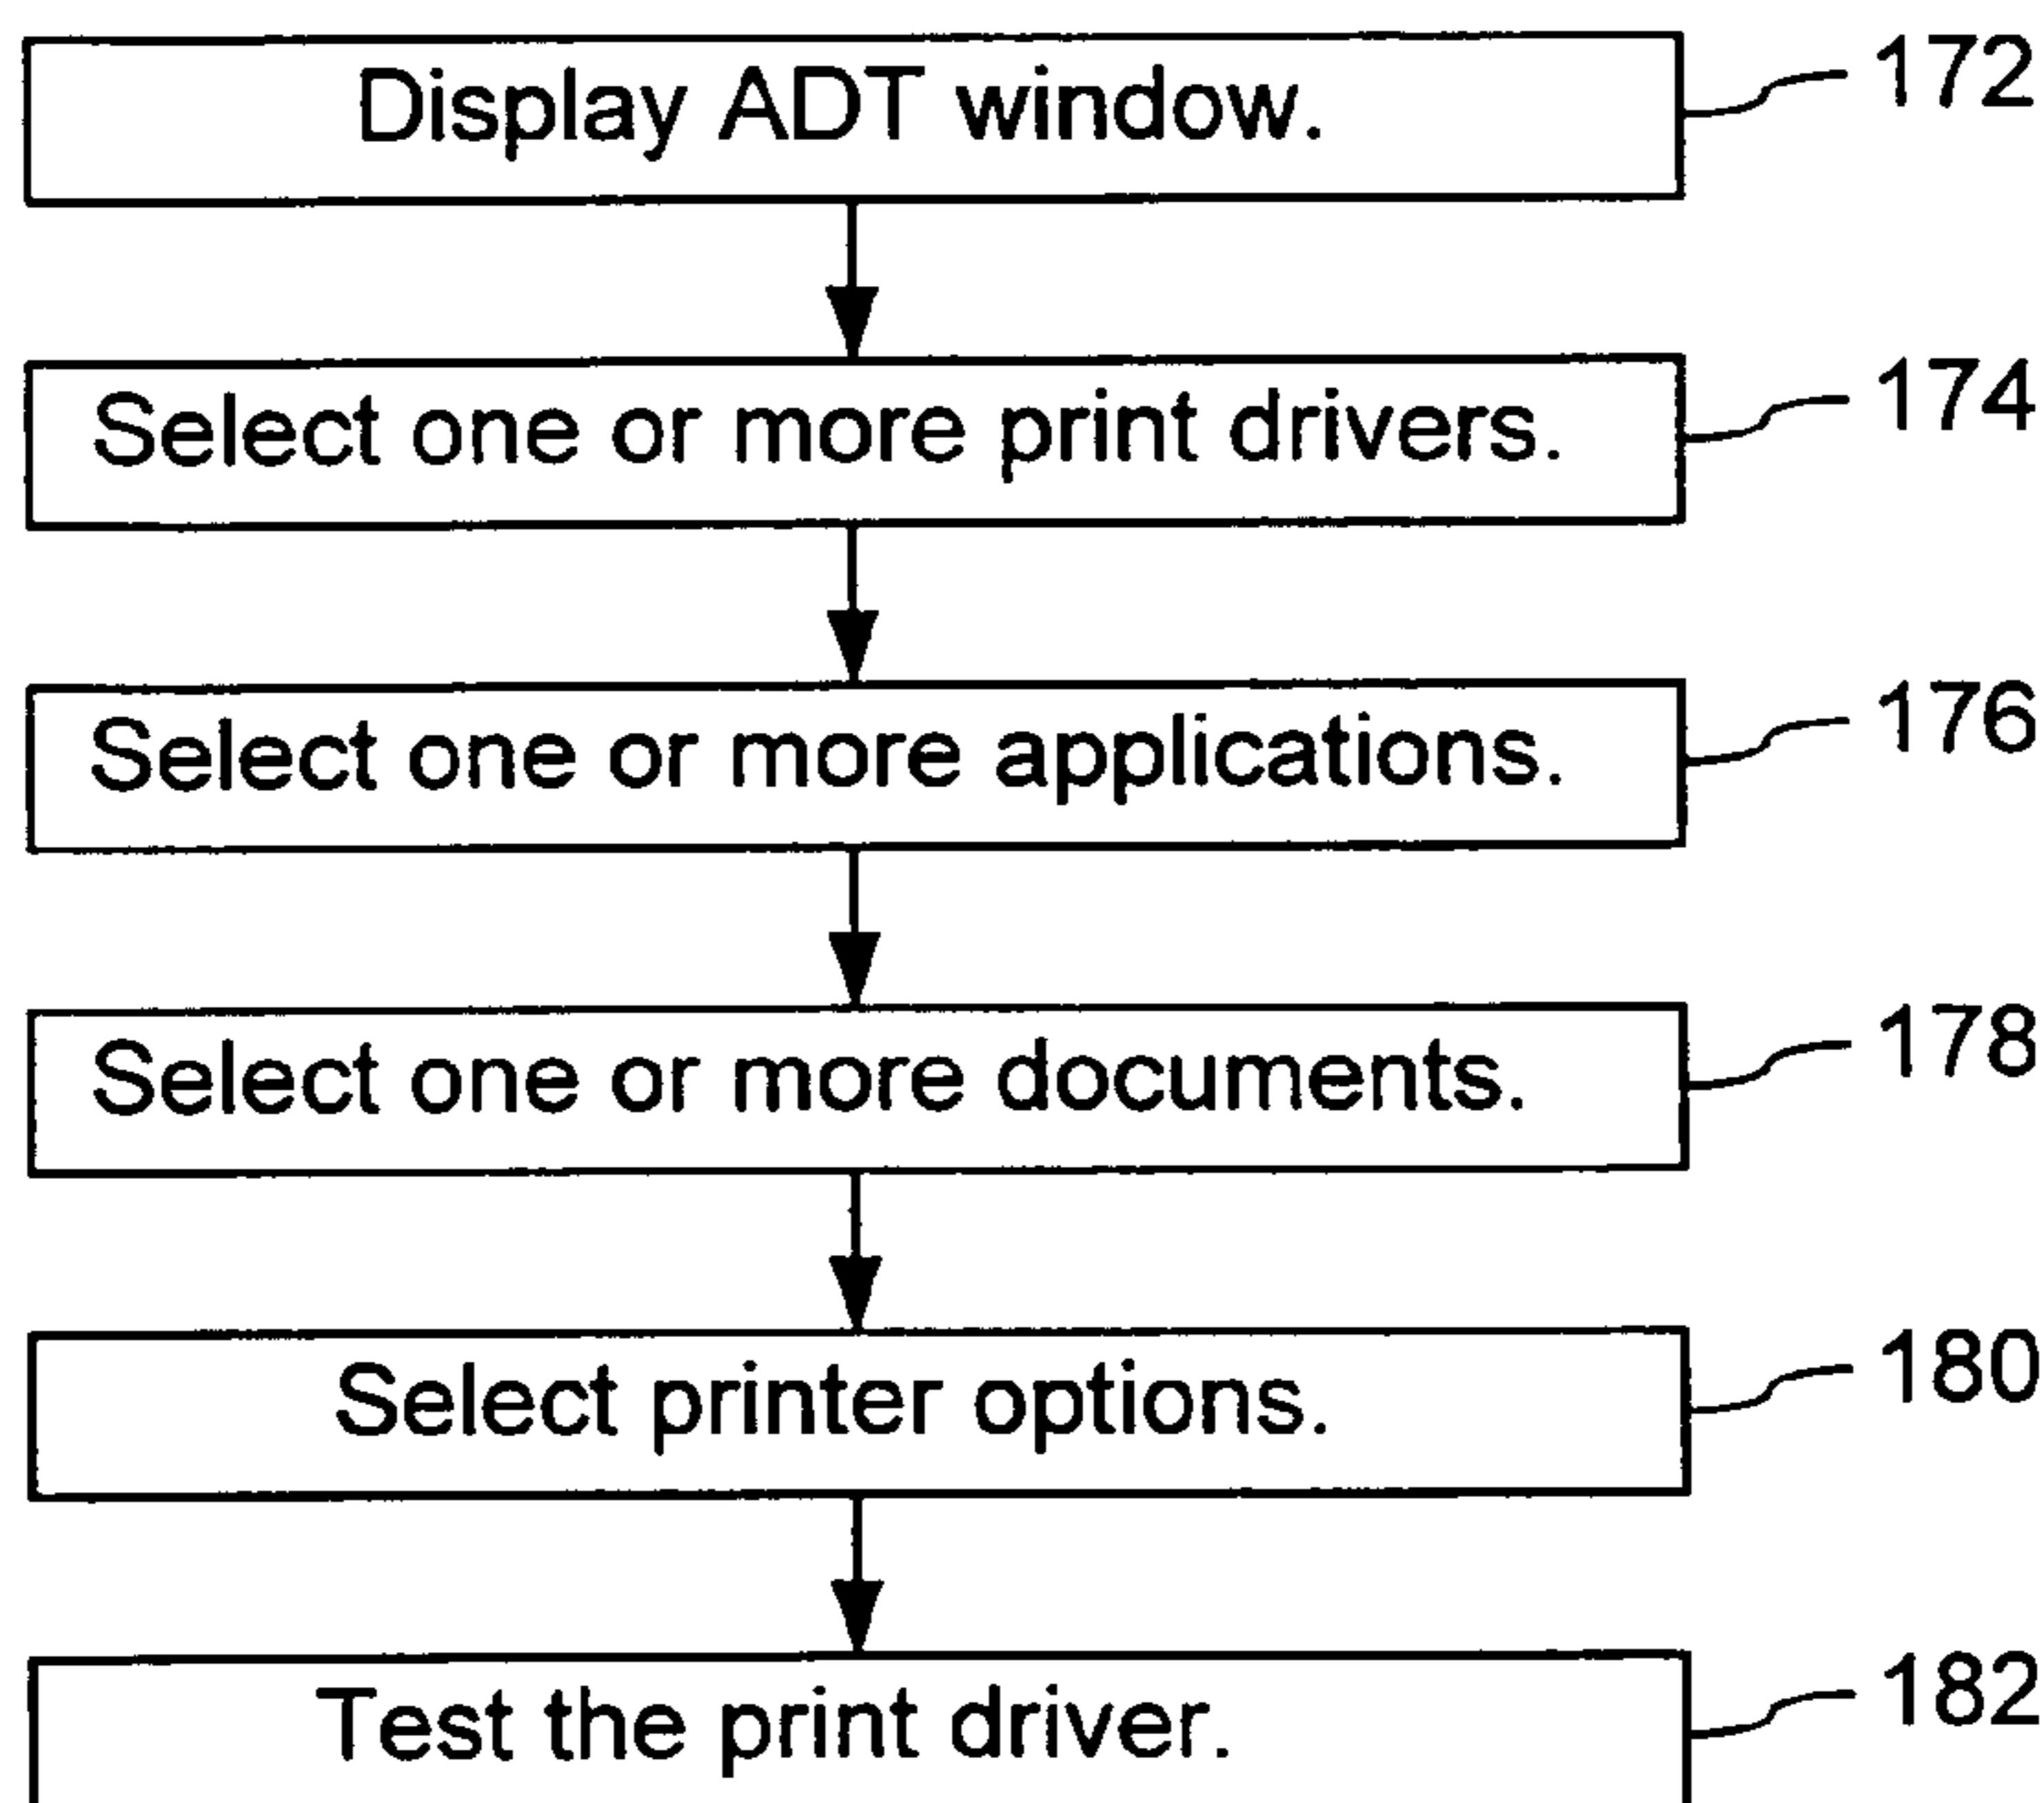 Display ADT window. 172
Select one or more print drivers. 174
Select one or more applications. 176
Select one or more documents. 178
Select printer options. 180
Test the print driver. 182